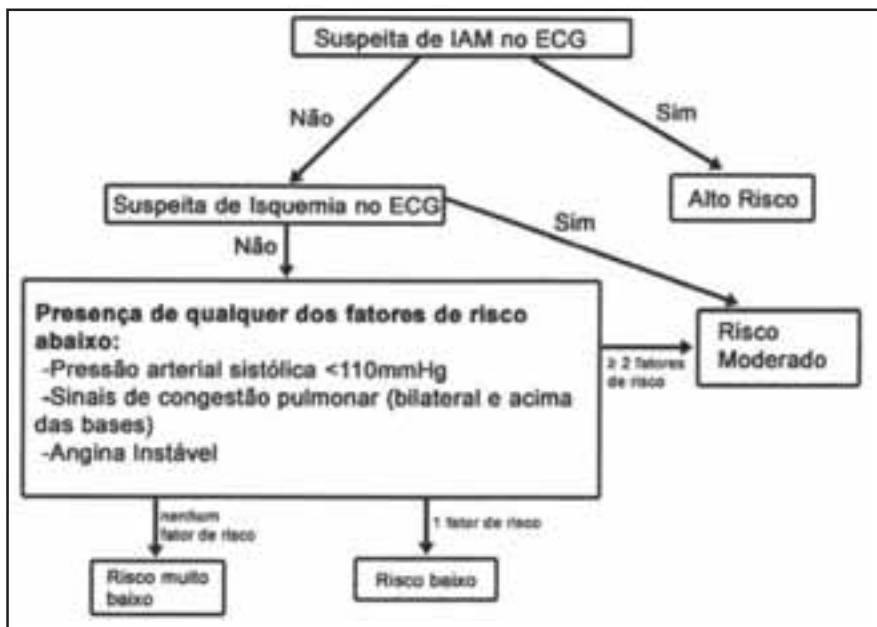 Suspeita de IAM no ECG
Não
Sim
Alto Risco
Suspeita de Isquemia no ECG
Sim
Não
Presença de qualquer dos fatores de risco
abaixo:
-Pressão arterial sistólica <110mmHg
-Sinais de congestão pulmonar (bilateral e acima
das bases)
-Angina Instável
≥ 2 fatores
de risco
Risco
Moderado
nenhum
fator de risco
1 fator de risco
Risco muito
baixo
Risco baixo